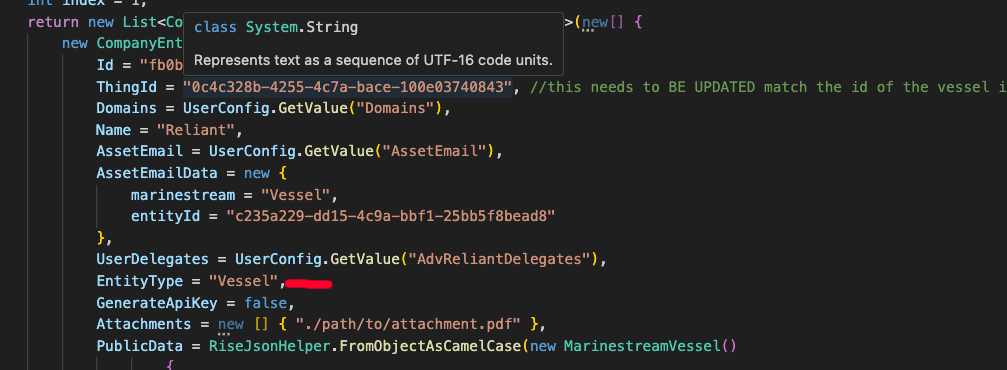 int index = 1;
return new List<Co >(new[] {
class System.String
Represents text as a sequence of UTF-16 code units.
new CompanyEnt
Id = "fb0b
ThingId = "0c4c328b-4255-4c7a-bace-100e03740843", //this needs to BE UPDATED match the id of the vessel i
Domains = UserConfig.GetValue("Domains"),
Name = "Reliant",
AssetEmail = UserConfig.GetValue("AssetEmail"),
AssetEmailData = new {
marinestream = "Vessel",
entityId = "c235a229-dd15-4c9a-bbf1-25bb5f8bead8"
},
UserDelegates = UserConfig.GetValue("AdvReliantDelegates"),
EntityType = "Vessel",
GenerateApiKey = false,
Attachments = new [] { "./path/to/attachment.pdf" },
PublicData = RiseJsonHelper.FromObjectAsCamelCase(new MarinestreamVessel()
{